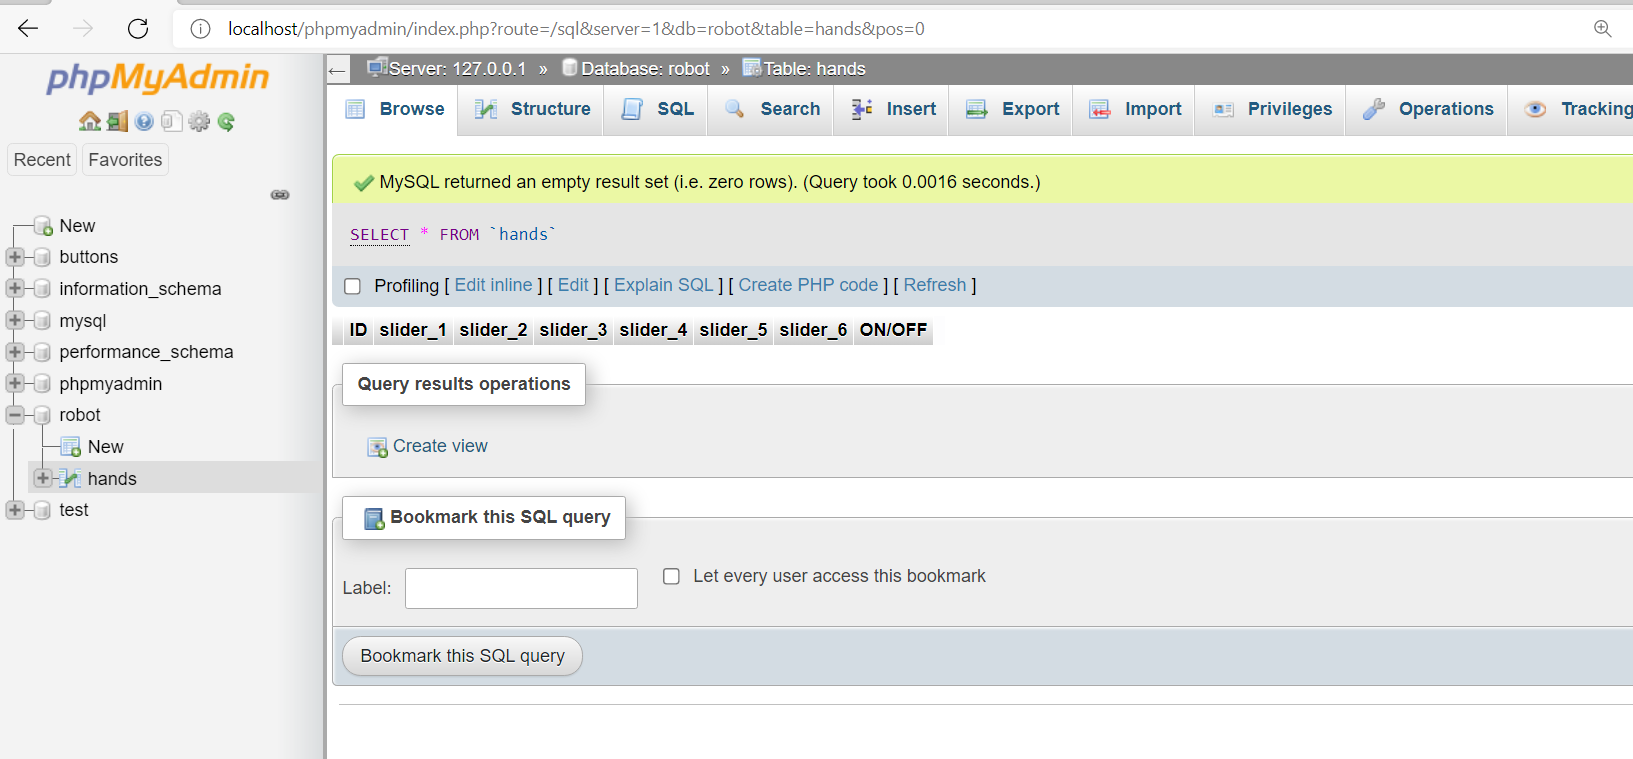 localhost/phpmyadmin/index.php?route=/sql&server=1&db=robot&table=hands&pos=0
phpMyAdmin
Recent Favorites
New
buttons
information_schema
mysql
performance_schema
phpmyadmin
robot
New
hands
test
Server: 127.0.0.1 » Database: robot » Table: hands
Browse Structure SQL Search Insert Export Import Privileges Operations Tracking
MySQL returned an empty result set (i.e. zero rows). (Query took 0.0016 seconds.)
SELECT * FROM `hands`
Profiling [ Edit inline ] [ Edit ] [ Explain SQL ] [ Create PHP code ] [ Refresh ]
ID slider_1 slider_2 slider_3 slider_4 slider_5 slider_6 ON/OFF
Query results operations
Create view
Bookmark this SQL query
Label: Let every user access this bookmark
Bookmark this SQL query